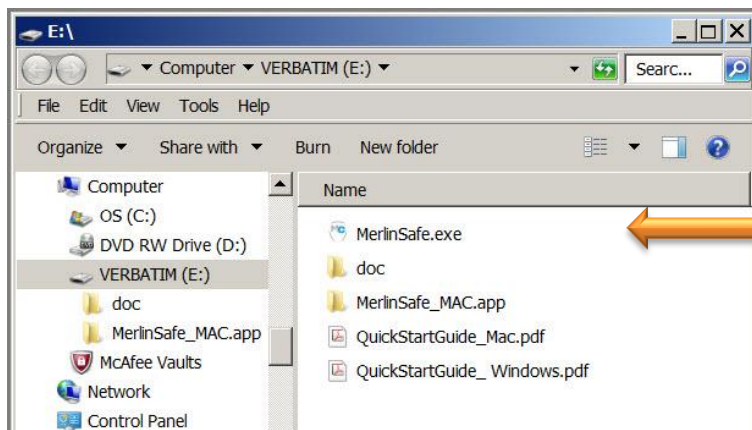 E:\
Computer VERBATIM (E:) Searc...
File Edit View Tools Help
Organize Share with Burn New folder
Computer
OS (C:)
DVD RW Drive (D:)
VERBATIM (E:)
doc
MerlinSafe_MAC.app
McAfee Vaults
Network
Control Panel
Name
MerlinSafe.exe
doc
MerlinSafe_MAC.app
QuickStartGuide_Mac.pdf
QuickStartGuide_ Windows.pdf